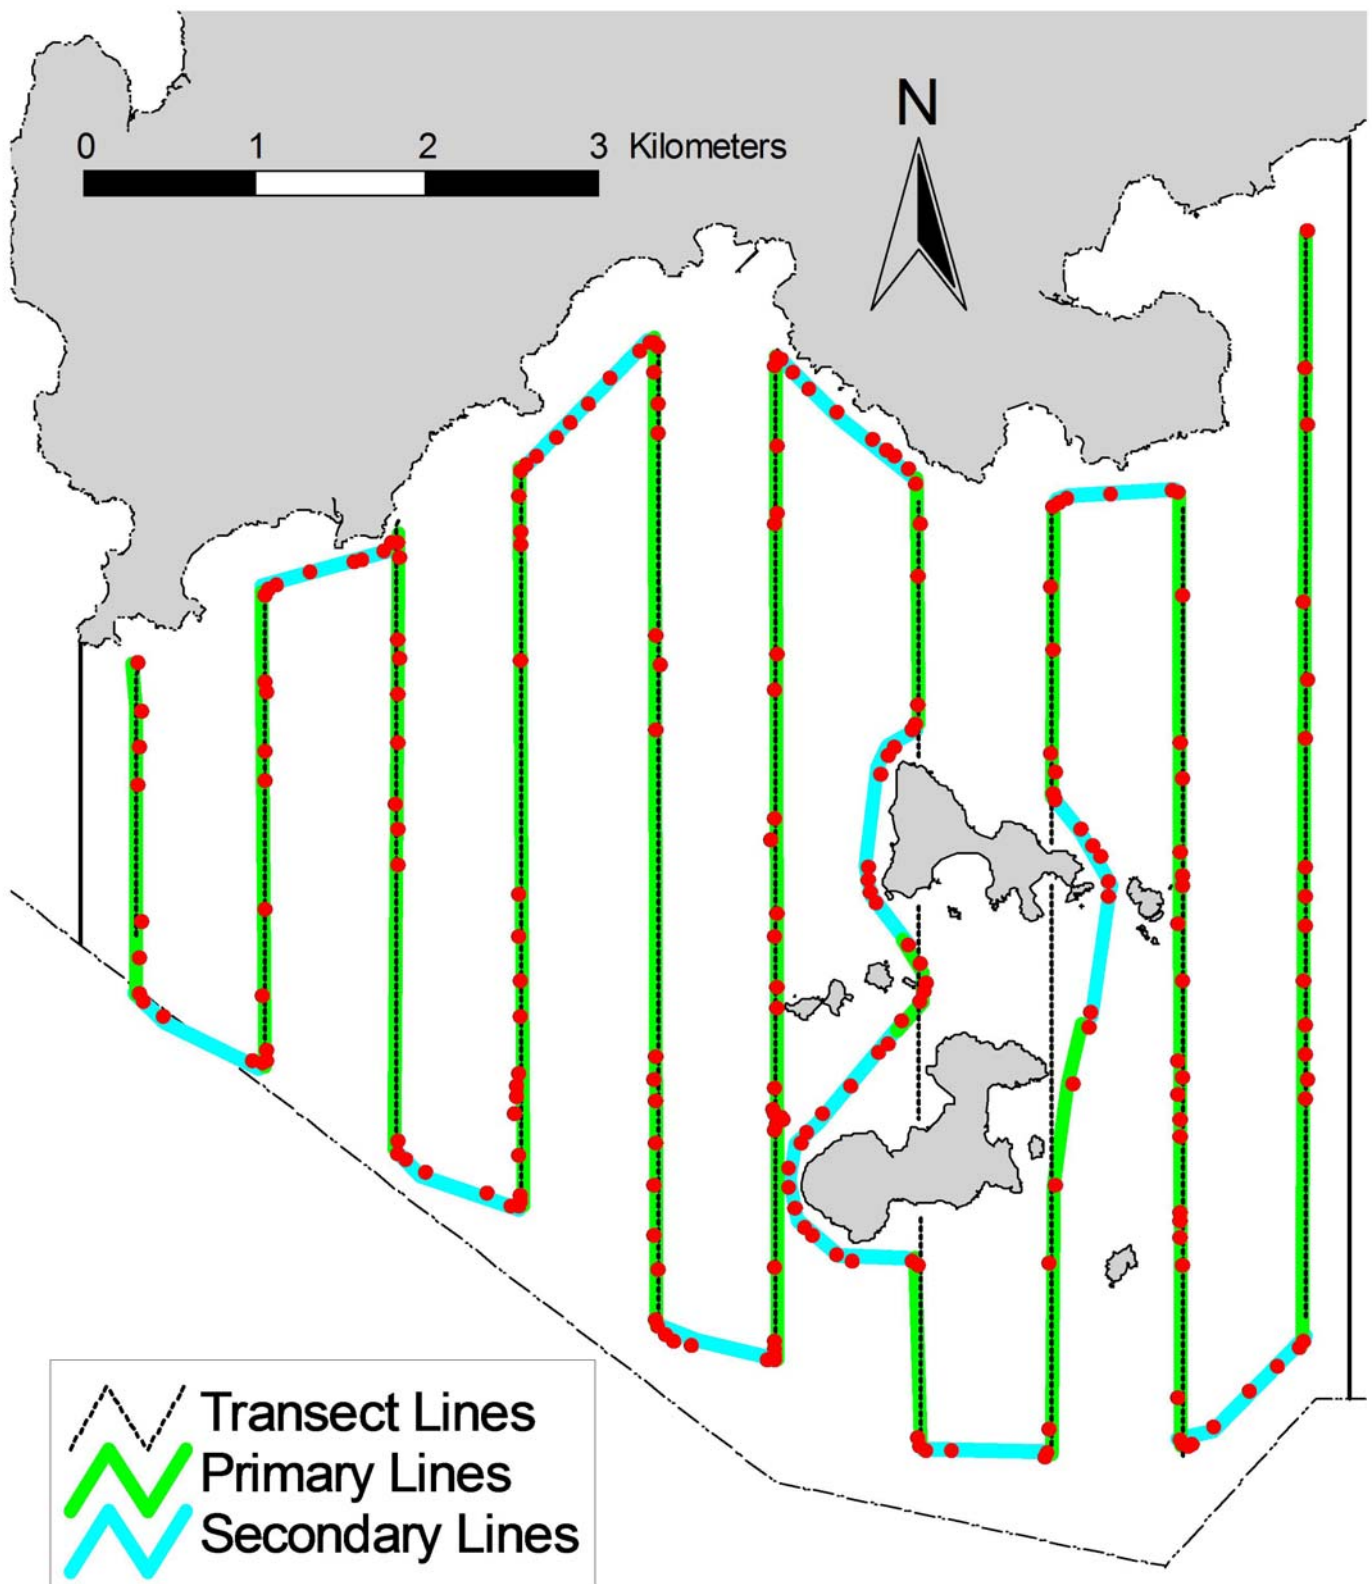 N
0 1 2 3 Kilometers
Transect Lines
Primary Lines
Secondary Lines